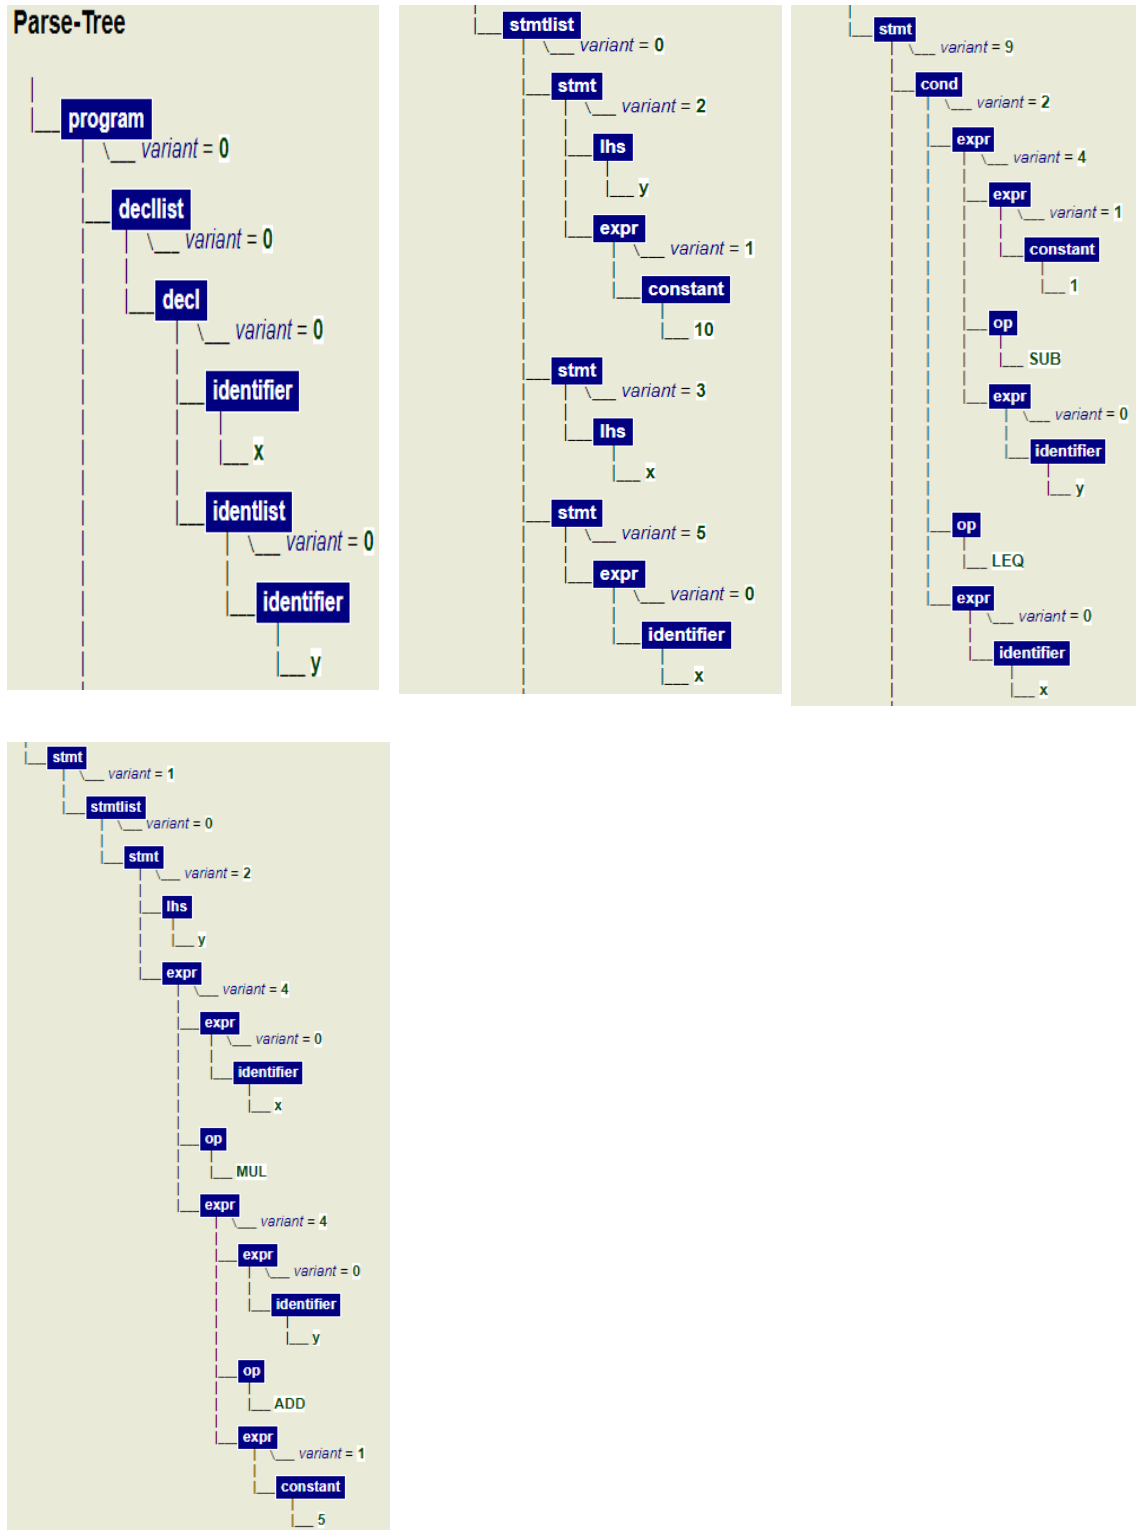 Parse-Tree
program
variant = 0
decllist
variant = 0
decl
variant = 0
identifier
x
identlist
variant = 0
identifier
y
stmtlist
variant = 0
stmt
variant = 2
lhs
y
expr
variant = 1
constant
10
stmt
variant = 3
lhs
x
stmt
variant = 5
expr
variant = 0
identifier
x
stmt
variant = 9
cond
variant = 2
expr
variant = 4
expr
variant = 1
constant
1
op
SUB
expr
variant = 0
identifier
y
op
LEQ
expr
variant = 0
identifier
x
stmt
variant = 1
stmtlist
variant = 0
stmt
variant = 2
lhs
y
expr
variant = 4
expr
variant = 0
identifier
x
op
MUL
expr
variant = 4
expr
variant = 0
identifier
y
op
ADD
expr
variant = 1
constant
5